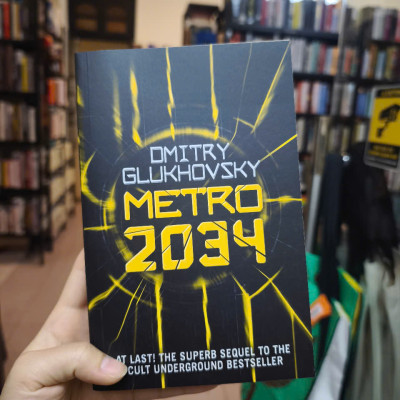 DMITRY
GLUKHOVSKY
METRO
2034
AT LAST! THE SUPERB SEQUEL TO THE
CULT UNDERGROUND BESTSELLER